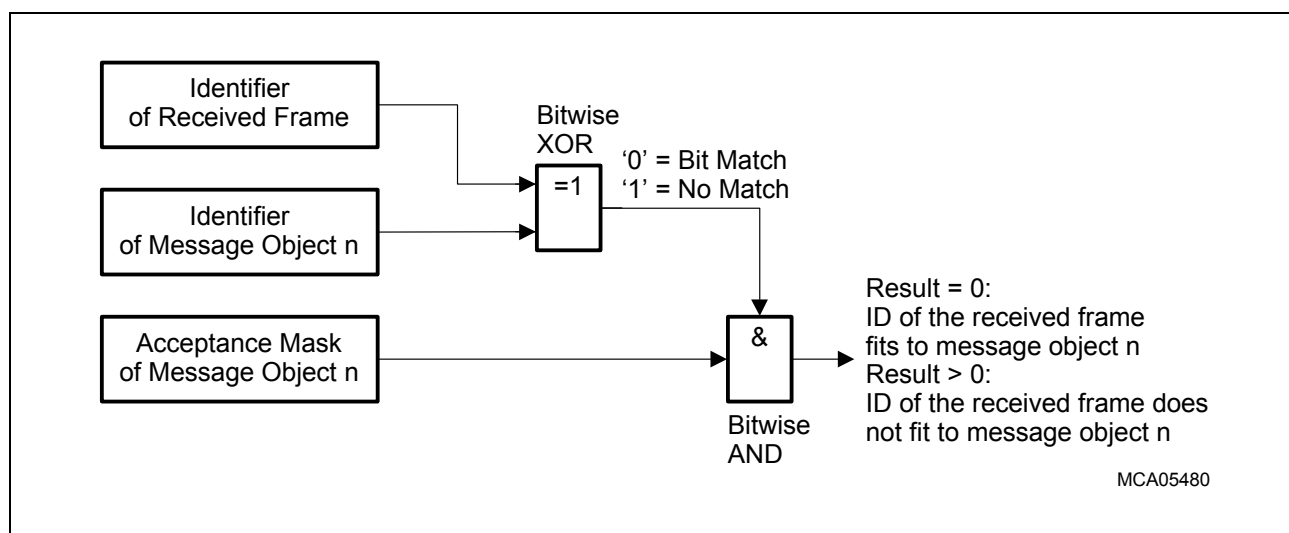 Identifier
of Received Frame
Bitwise
XOR
‘0’ = Bit Match
‘1’ = No Match
=1
Identifier
of Message Object n
Acceptance Mask
of Message Object n
&
Bitwise
AND
Result = 0:
ID of the received frame
fits to message object n
Result > 0:
ID of the received frame does
not fit to message object n
MCA05480